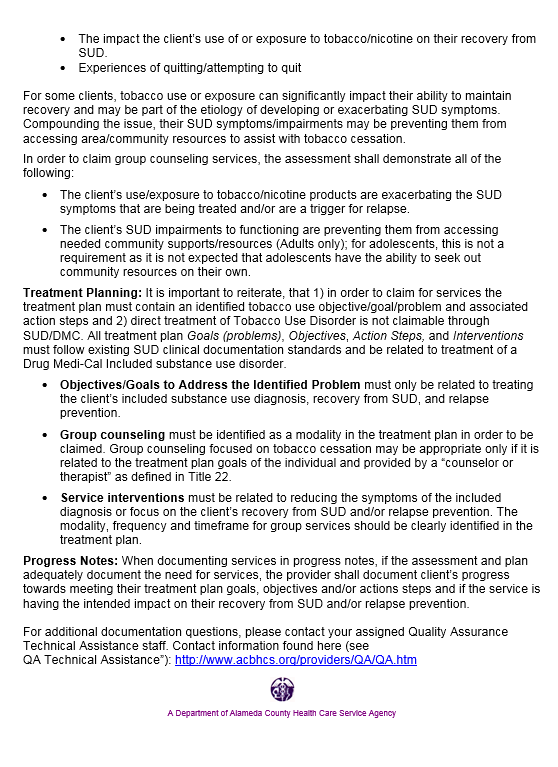 • The impact the client's use of or exposure to tobacco/nicotine on their recovery from
SUD.
• Experiences of quitting/attempting to quit
For some clients, tobacco use or exposure can significantly impact their ability to maintain
recovery and may be part of the etiology of developing or exacerbating SUD symptoms.
Compounding the issue, their SUD symptoms/impairments may be preventing them from
accessing area/community resources to assist with tobacco cessation.
In order to claim group counseling services, the assessment shall demonstrate all of the
following:
• The client's use/exposure to tobacco/nicotine products are exacerbating the SUD
symptoms that are being treated and/or are a trigger for relapse.
• The client's SUD impairments to functioning are preventing them from accessing
needed community supports/resources (Adults only); for adolescents, this is not a
requirement as it is not expected that adolescents have the ability to seek out
community resources on their own.
Treatment Planning: It is important to reiterate, that 1) in order to claim for services the
treatment plan must contain an identified tobacco use objective/goal/problem and associated
action steps and 2) direct treatment of Tobacco Use Disorder is not claimable through
SUD/DMC. All treatment plan Goals (problems), Objectives, Action Steps, and Interventions
must follow existing SUD clinical documentation standards and be related to treatment of a
Drug Medi-Cal Included substance use disorder.
• Objectives/Goals to Address the Identified Problem must only be related to treating
the client's included substance use diagnosis, recovery from SUD, and relapse
prevention.
• Group counseling must be identified as a modality in the treatment plan in order to be
claimed. Group counseling focused on tobacco cessation may be appropriate only if it is
related to the treatment plan goals of the individual and provided by a "counselor or
therapist" as defined in Title 22.
• Service interventions must be related to reducing the symptoms of the included
diagnosis or focus on the client's recovery from SUD and/or relapse prevention. The
modality, frequency and timeframe for group services should be clearly identified in the
treatment plan.
Progress Notes: When documenting services in progress notes, if the assessment and plan
adequately document the need for services, the provider shall document client's progress
towards meeting their treatment plan goals, objectives and/or actions steps and if the service is
having the intended impact on their recovery from SUD and/or relapse prevention.
For additional documentation questions, please contact your assigned Quality Assurance
Technical Assistance staff. Contact information found here (see
QA Technical Assistance"): http://www.acbhcs.org/providers/QA/QA.htm
A Department of Alameda County Health Care Service Agency